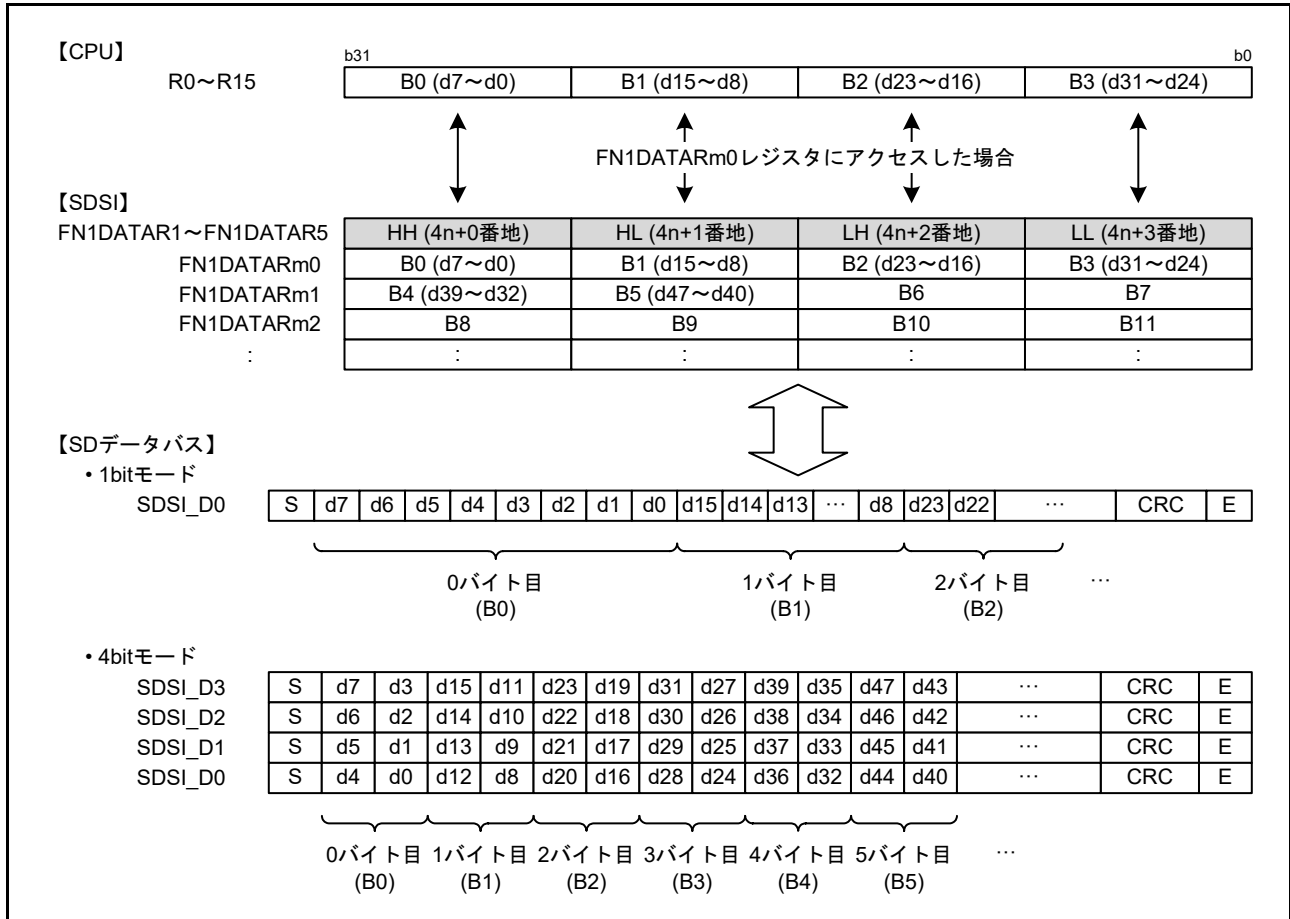 【CPU】
b31 b0
R0～R15 B0 (d7～d0) B1 (d15～d8) B2 (d23～d16) B3 (d31～d24)
FN1DATARm0レジスタにアクセスした場合
【SDSI】
FN1DATAR1～FN1DATAR5 HH (4n+0番地) HL (4n+1番地) LH (4n+2番地) LL (4n+3番地)
FN1DATARm0 B0 (d7～d0) B1 (d15～d8) B2 (d23～d16) B3 (d31～d24)
FN1DATARm1 B4 (d39～d32) B5 (d47～d40) B6 B7
FN1DATARm2 B8 B9 B10 B11
: : : : :
【SDデータバス】
• 1bitモード
SDSI_D0 S d7 d6 d5 d4 d3 d2 d1 d0 d15 d14 d13 … d8 d23 d22 … CRC E
0バイト目 1バイト目 2バイト目 …
(B0) (B1) (B2)
• 4bitモード
SDSI_D3 S d7 d3 d15 d11 d23 d19 d31 d27 d39 d35 d47 d43 … CRC E
SDSI_D2 S d6 d2 d14 d10 d22 d18 d30 d26 d38 d34 d46 d42 … CRC E
SDSI_D1 S d5 d1 d13 d9 d21 d17 d29 d25 d37 d33 d45 d41 … CRC E
SDSI_D0 S d4 d0 d12 d8 d20 d16 d28 d24 d36 d32 d44 d40 … CRC E
0バイト目 1バイト目 2バイト目 3バイト目 4バイト目 5バイト目 …
(B0) (B1) (B2) (B3) (B4) (B5)